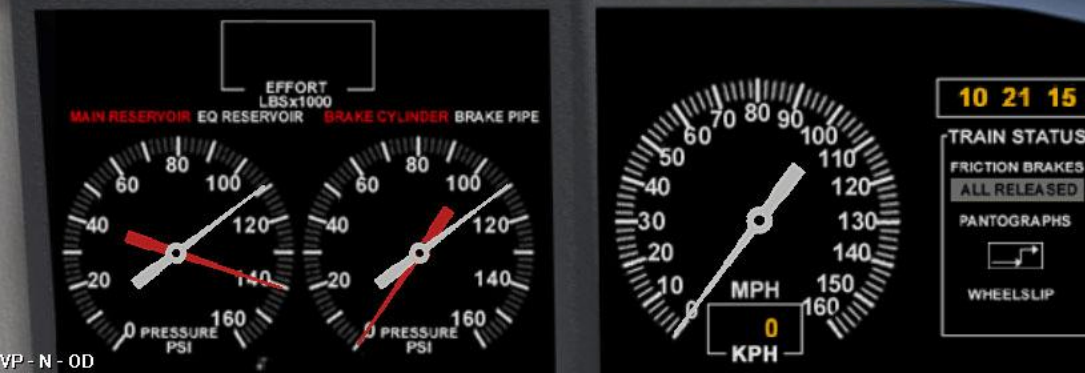 EFFORT
LBSx1000
MAIN RESERVOIR EQ RESERVOIR BRAKE CYLINDER BRAKE PIPE
0 20 40 60 80 100 120 140 160
PRESSURE
PSI
0 20 40 60 80 100 120 140 160
PRESSURE
PSI
0 10 20 30 40 50 60 70 80 90 100 110 120 130 140 150 160
MPH
0
KPH
10 21 15
TRAIN STATUS
FRICTION BRAKES
ALL RELEASED
PANTOGRAPHS
WHEELSLIP
VP - N - OD